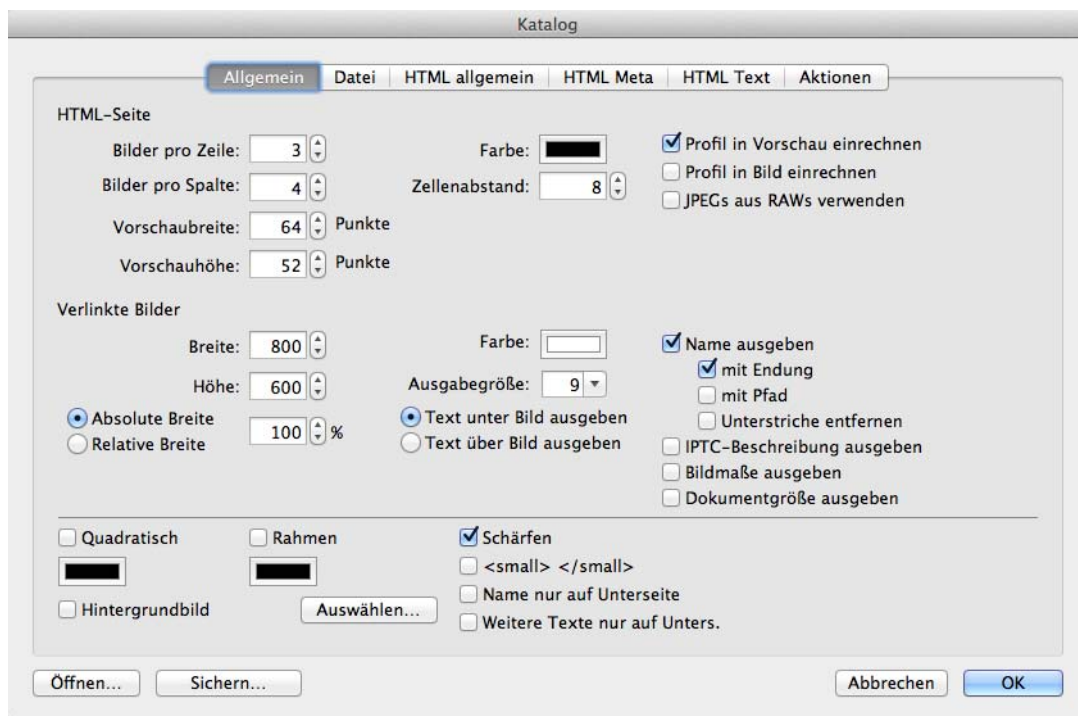 Katalog
Allgemein Datei HTML allgemein HTML Meta HTML Text Aktionen
HTML-Seite
Bilder pro Zeile: 3 Farbe: Profil in Vorschau einrechnen
Profil in Bild einrechnen
Bilder pro Spalte: 4 Zellenabstand: 8
JPEGs aus RAWs verwenden
Vorschaubreite: 64 Punkte
Vorschauhöhe: 52 Punkte
Verlinkte Bilder
Breite: 800 Farbe: Name ausgeben
mit Endung
Höhe: 600 Ausgabegröße: 9 mit Pfad
Absolute Breite 100 % Text unter Bild ausgeben Unterstriche entfernen
Relative Breite Text über Bild ausgeben IPTC-Beschreibung ausgeben
Bildmaße ausgeben
Dokumentgröße ausgeben
Quadratisch Rahmen Schärfen
<small> </small>
Name nur auf Unterseite
Hintergrundbild Auswählen...
Weitere Texte nur auf Unters.
Öffnen... Sichern... Abbrechen OK